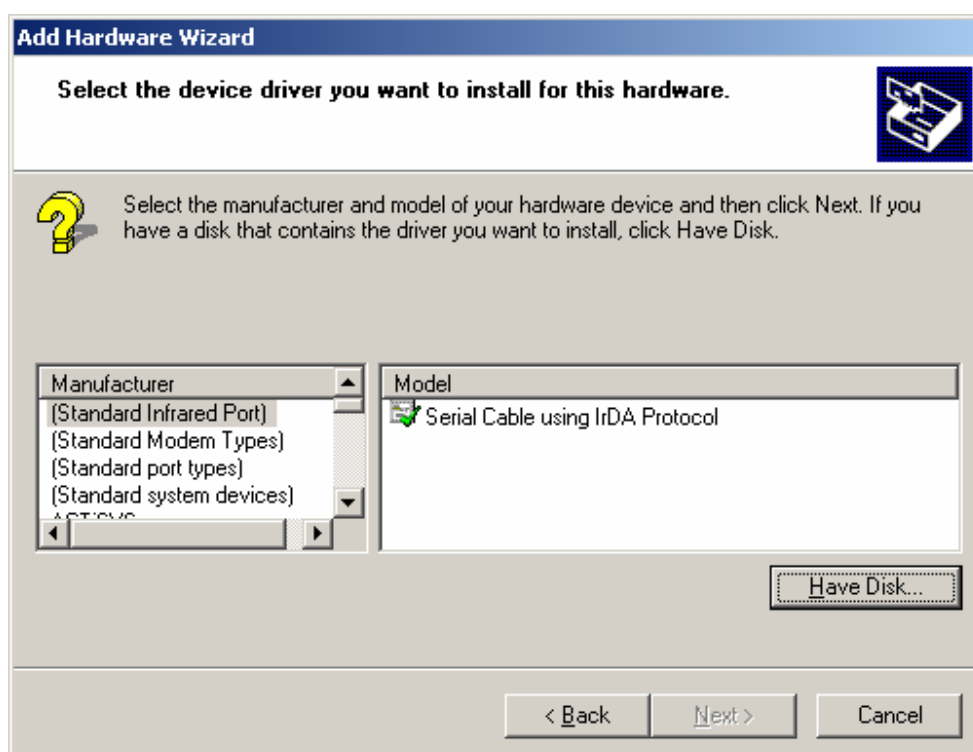 Add Hardware Wizard
Select the device driver you want to install for this hardware.
Select the manufacturer and model of your hardware device and then click Next. If you
have a disk that contains the driver you want to install, click Have Disk.
Manufacturer
(Standard Infrared Port)
(Standard Modem Types)
(Standard port types)
(Standard system devices)
Model
Serial Cable using IrDA Protocol
Have Disk...
< Back
Next >
Cancel